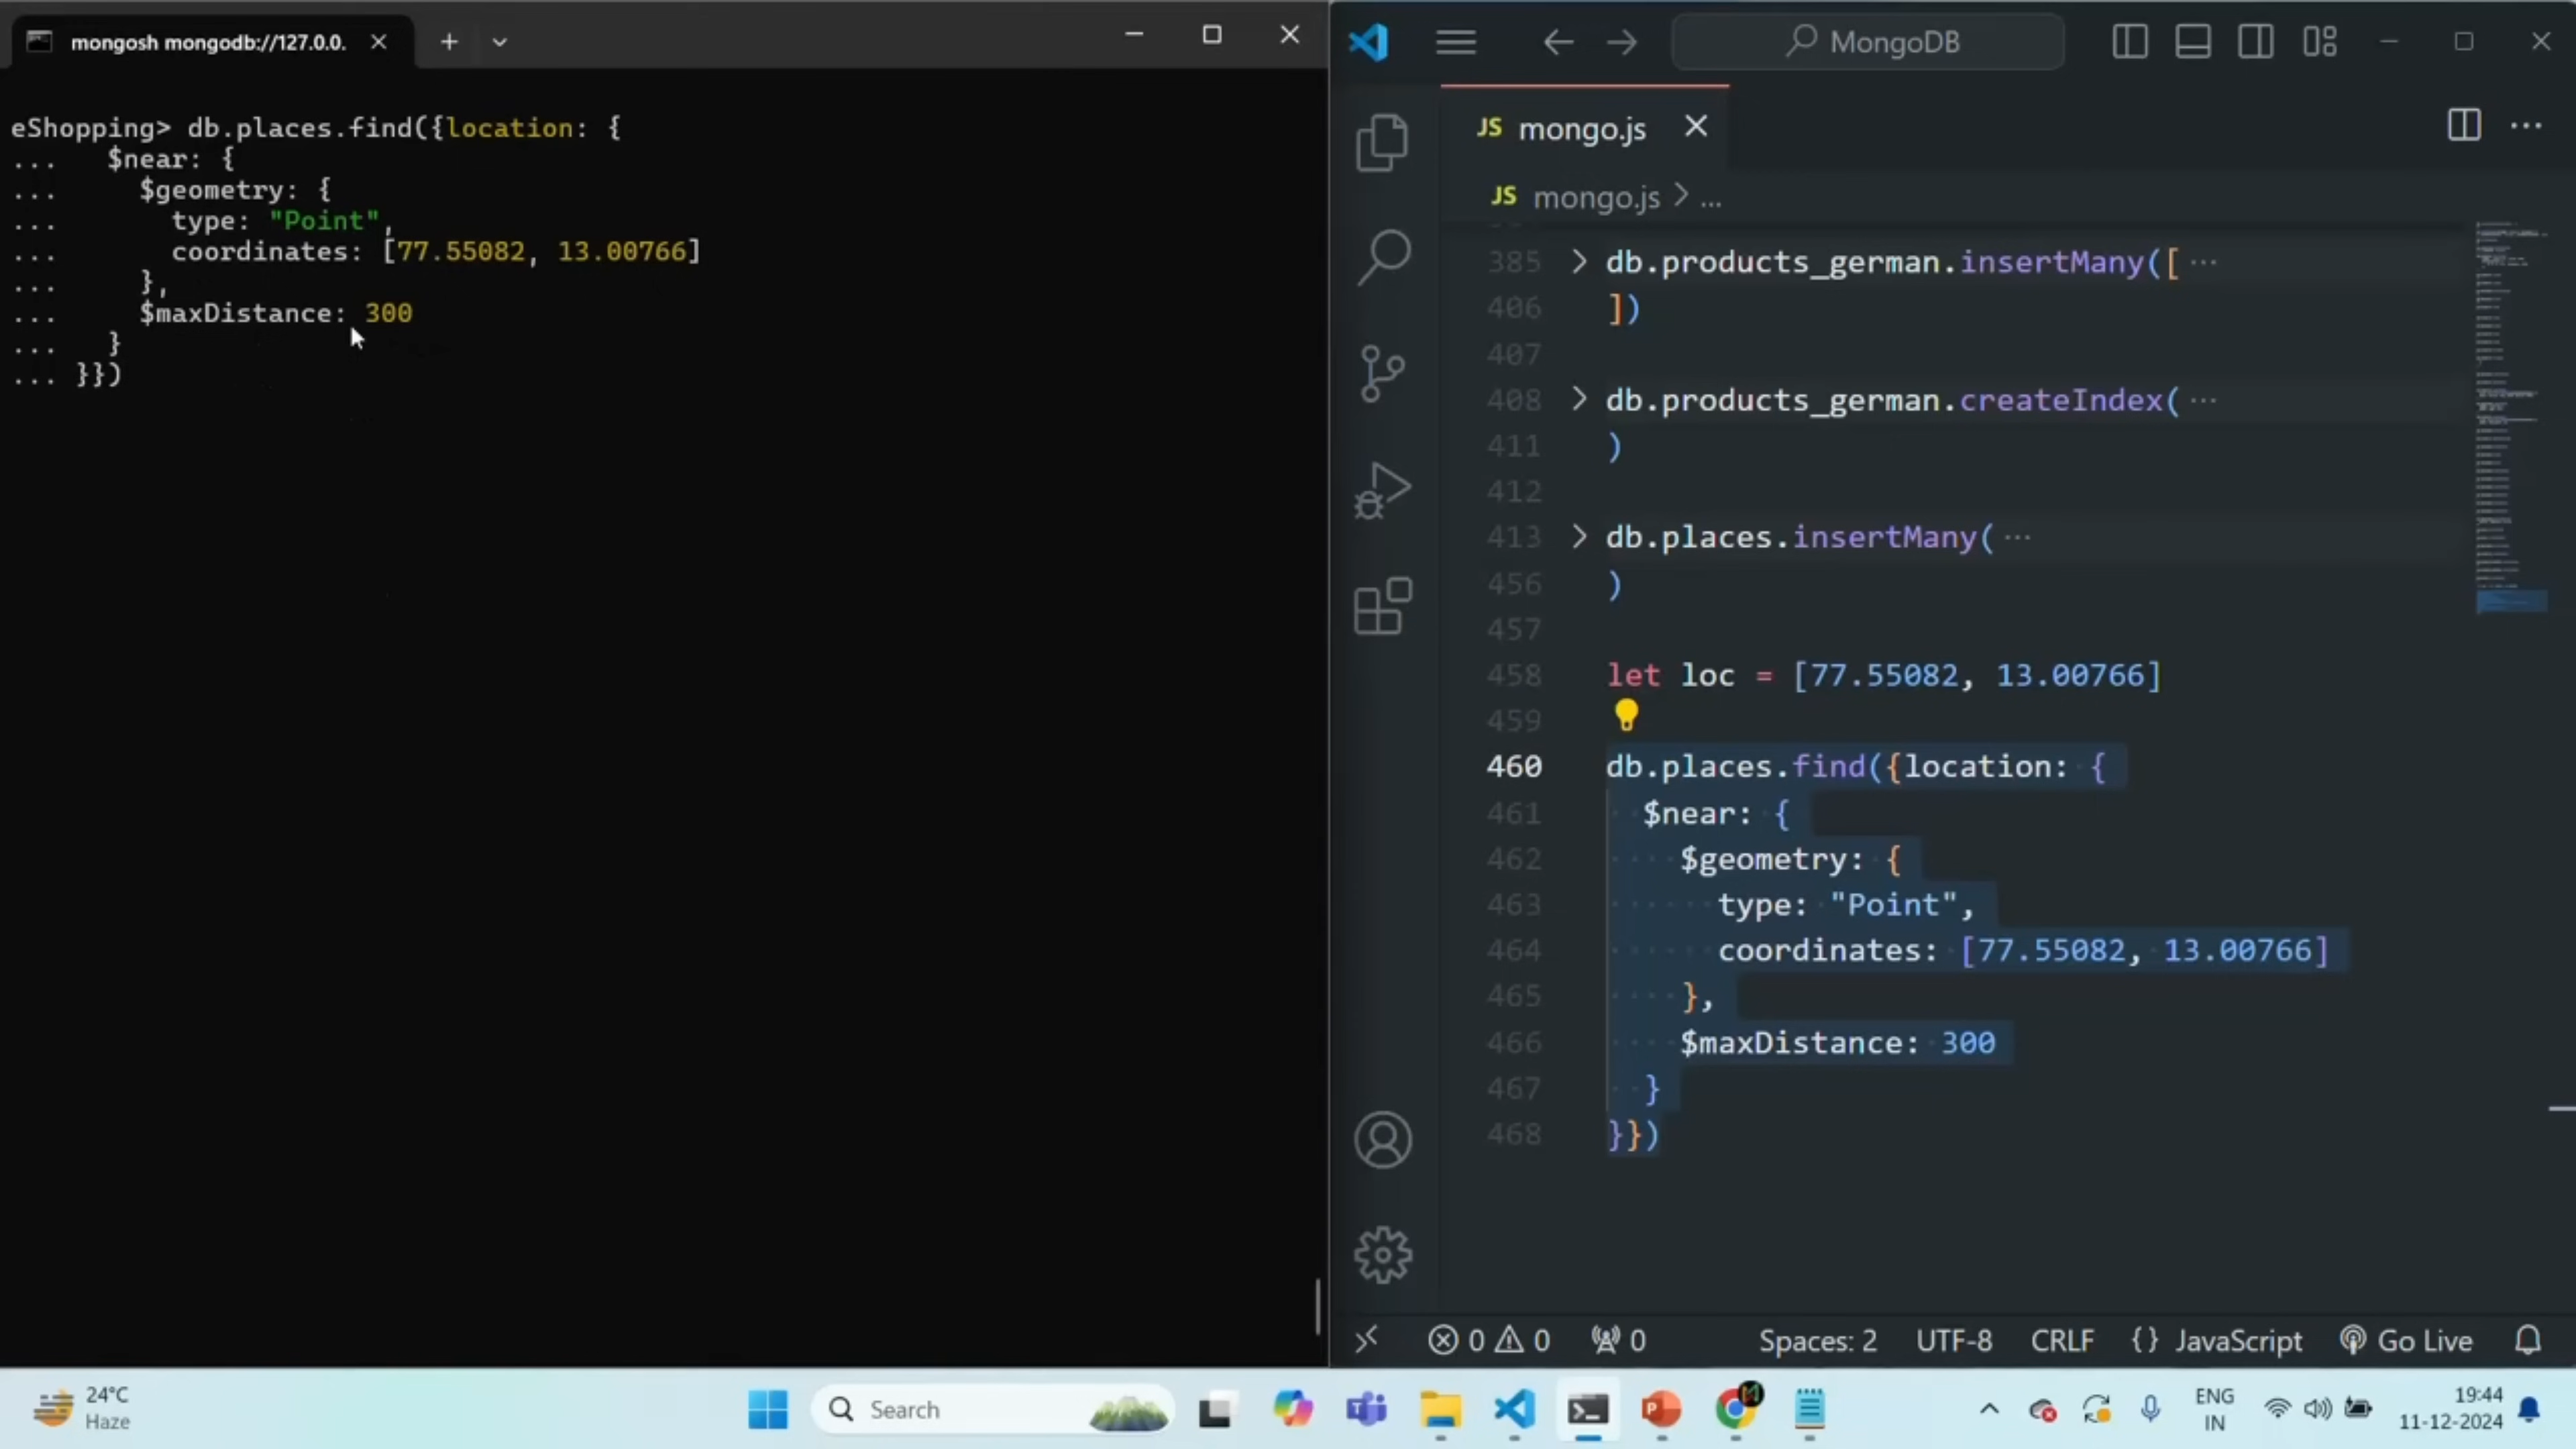 mongosh mongodb://127.0.0.
eShopping> db.places.find({location: {
... $near: {
... $geometry: {
... type: "Point",
... coordinates: [77.55082, 13.00766]
... },
... $maxDistance: 300
... }
... }})
MongoDB
JS mongo.js
JS mongo.js > ...
385 > db.products_german.insertMany([ ···
406 ])
407
408 > db.products_german.createIndex( ···
411 )
412
413 > db.places.insertMany( ···
456 )
457
458 let loc = [77.55082, 13.00766]
459
460 db.places.find({location: {
461 $near: {
462 $geometry: {
463 type: "Point",
464 coordinates: [77.55082, 13.00766]
465 },
466 $maxDistance: 300
467 }
468 }})
0 0 0 Spaces: 2 UTF-8 CRLF {} JavaScript Go Live
24°C
Haze
Search
ENG
IN
19:44
11-12-2024